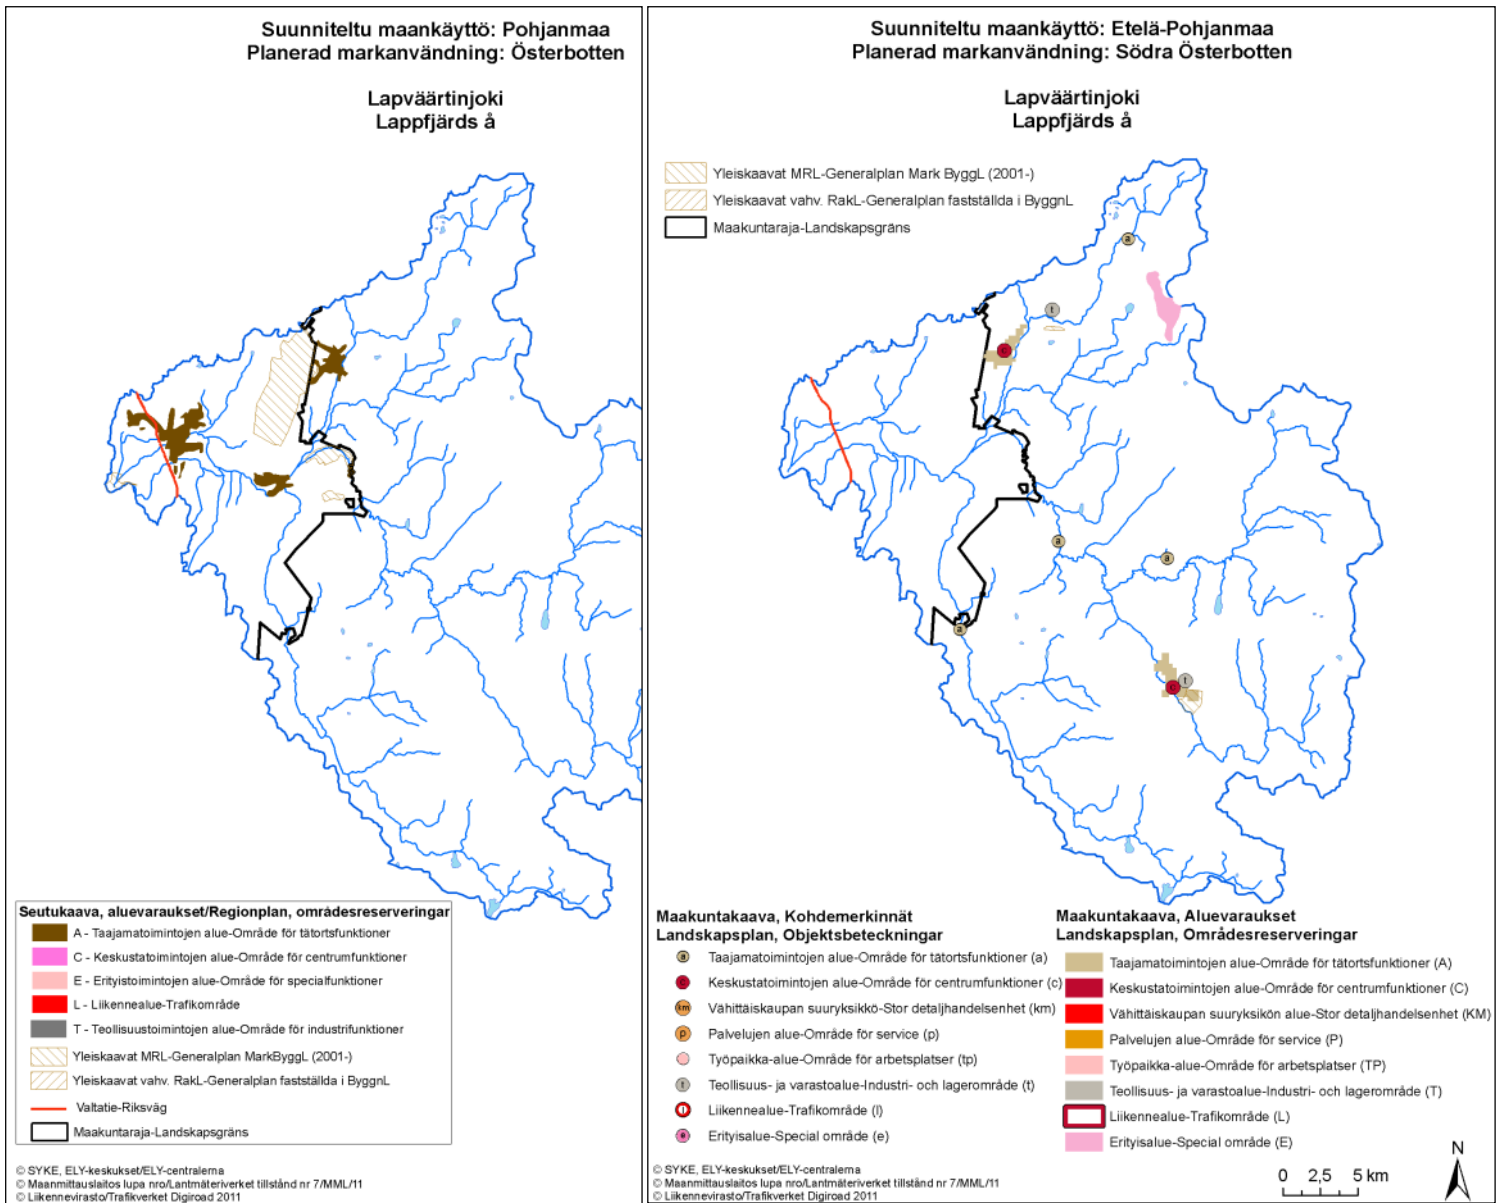 Suunniteltu maankäyttö: Pohjanmaa
Planerad markanvändning: Österbotten
Lapväärtinjoki
Lappfjärds å
Seutukaava, aluevaraukset/Regionplan, områdesreserveringar
A - Taajamatoimintojen alue-Område för tätortsfunktioner
C - Keskustatoimintojen alue-Område för centrumfunktioner
E - Erityistoimintojen alue-Område för specialfunktioner
L - Liikennealue-Trafikområde
T - Teollisuustoimintojen alue-Område för industrifunktioner
Yleiskaavat MRL-Generalplan MarkByggL (2001-)
Yleiskaavat vahv. RakL-Generalplan fastställda i ByggnL
Valtatie-Riksväg
Maakuntaraja-Landskapsgräns
© SYKE, ELY-keskukset/ELY-centralerna
© Maanmittauslaitos lupa nro/Lantmäteriverket tillstånd nr 7/MML/11
© Liikennevirasto/Trafikverket Digiroad 2011
Suunniteltu maankäyttö: Etelä-Pohjanmaa
Planerad markanvändning: Södra Österbotten
Lapväärtinjoki
Lappfjärds å
Yleiskaavat MRL-Generalplan Mark ByggL (2001-)
Yleiskaavat vahv. RakL-Generalplan fastställda i ByggnL
Maakuntaraja-Landskapsgräns
a
t
c
a
a
a
t
c
Maakuntakaava, Kohdemerkinnät
Landskapsplan, Objektsbeteckningar
a Taajamatoimintojen alue-Område för tätortsfunktioner (a)
c Keskustatoimintojen alue-Område för centrumfunktioner (c)
km Vähittäiskaupan suuryksikkö-Stor detaljhandelsenhet (km)
p Palvelujen alue-Område för service (p)
Työpaikka-alue-Område för arbetsplatser (tp)
t Teollisuus- ja varastoalue-Industri- och lagerområde (t)
l Liikennealue-Trafikområde (l)
e Erityisalue-Special område (e)
Maakuntakaava, Aluevaraukset
Landskapsplan, Områdesreserveringar
Taajamatoimintojen alue-Område för tätortsfunktioner (A)
Keskustatoimintojen alue-Område för centrumfunktioner (C)
Vähittäiskaupan suuryksikön alue-Stor detaljhandelsenhet (KM)
Palvelujen alue-Område för service (P)
Työpaikka-alue-Område för arbetsplatser (TP)
Teollisuus- ja varastoalue-Industri- och lagerområde (T)
Liikennealue-Trafikområde (L)
Erityisalue-Special område (E)
© SYKE, ELY-keskukset/ELY-centralerna
© Maanmittauslaitos lupa nro/Lantmäteriverket tillstånd nr 7/MML/11
© Liikennevirasto/Trafikverket Digiroad 2011
0 2,5 5 km
N